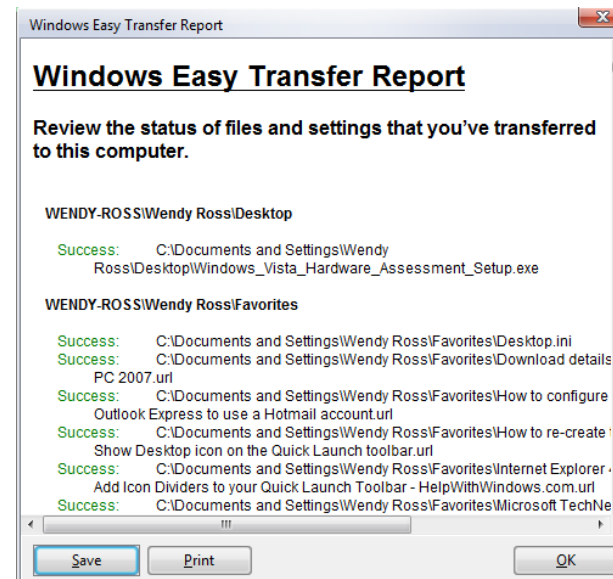 Windows Easy Transfer Report
Windows Easy Transfer Report
Review the status of files and settings that you've transferred
to this computer.
WENDY-ROSS\Wendy Ross\Desktop
Success: C:\Documents and Settings\Wendy
Ross\Desktop\Windows_Vista_Hardware_Assessment_Setup.exe
WENDY-ROSS\Wendy Ross\Favorites
Success: C:\Documents and Settings\Wendy Ross\Favorites\Desktop.ini
Success: C:\Documents and Settings\Wendy Ross\Favorites\Download details
PC 2007.url
Success: C:\Documents and Settings\Wendy Ross\Favorites\How to configure
Outlook Express to use a Hotmail account.url
Success: C:\Documents and Settings\Wendy Ross\Favorites\How to re-create
Show Desktop icon on the Quick Launch toolbar.url
Success: C:\Documents and Settings\Wendy Ross\Favorites\Internet Explorer
Add Icon Dividers to your Quick Launch Toolbar - HelpWithWindows.com.url
Success: C:\Documents and Settings\Wendy Ross\Favorites\Microsoft TechNe
Save Print OK